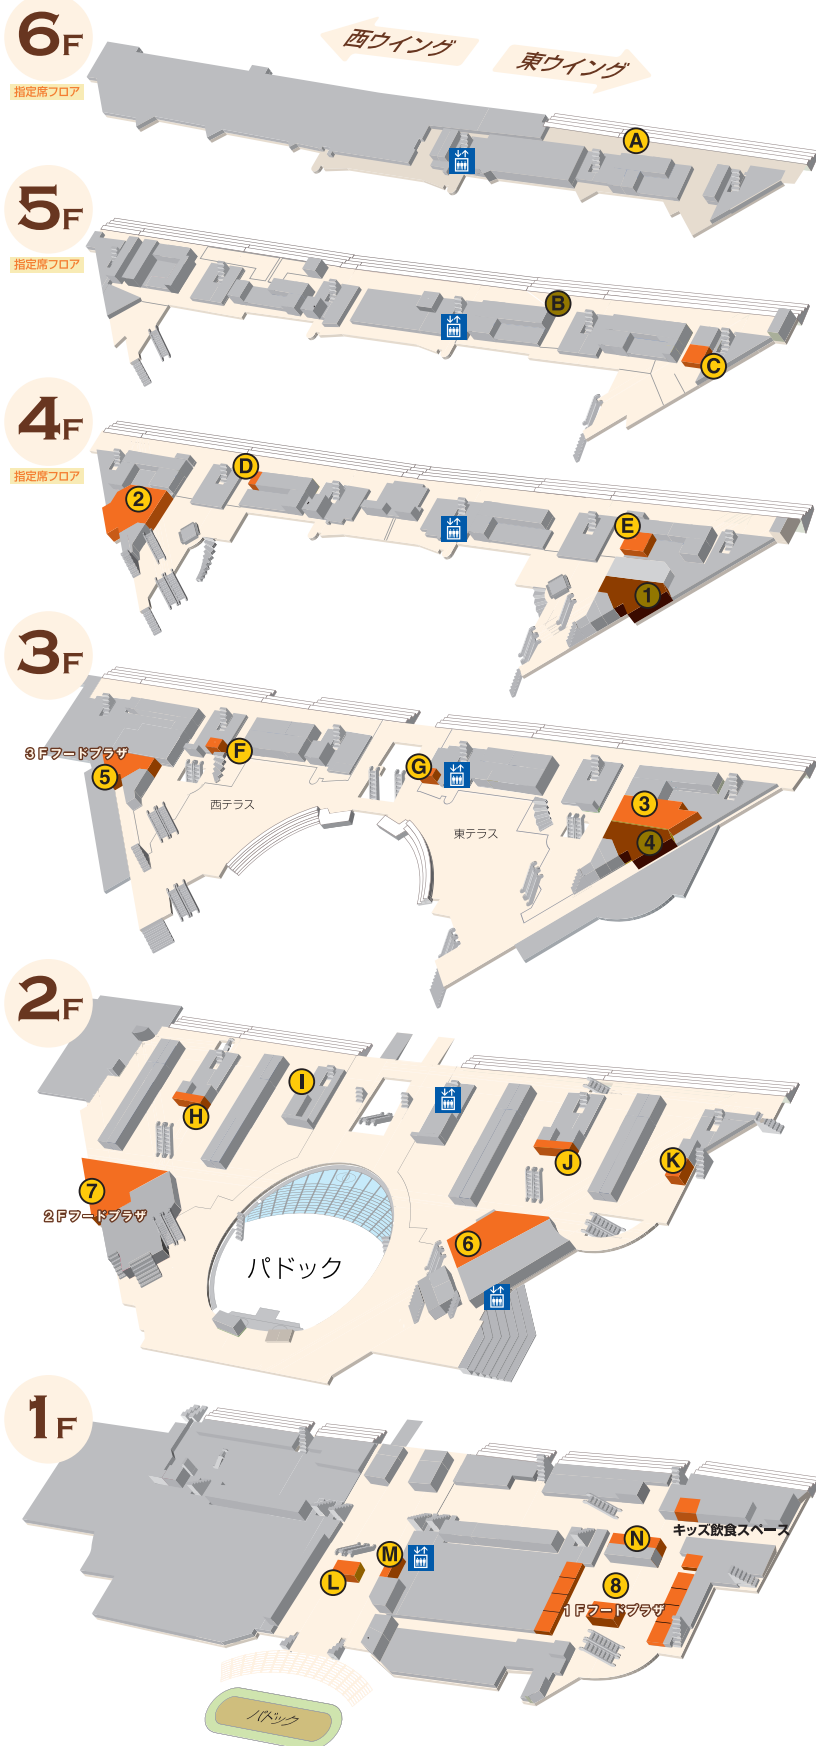 6F
指定席フロア
西ウイング
東ウイング
A
5F
指定席フロア
B
C
4F
指定席フロア
D
2
E
1
3F
3Fフードプラザ
5
F
G
西テラス
東テラス
3
4
2F
I
H
J
K
7
2Fフードプラザ
6
パドック
1F
キッズ飲食スペース
N
M
L
8
1Fフードプラザ
パドック